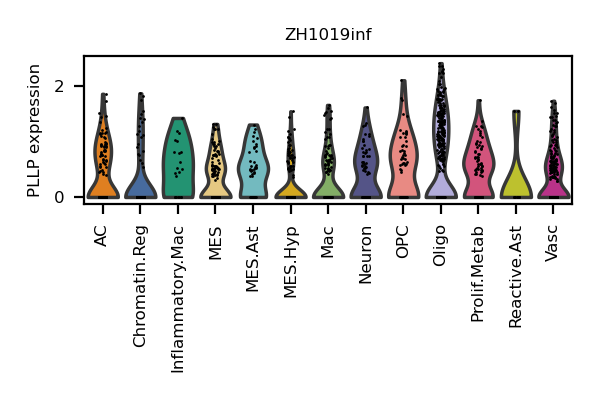 ZH1019inf
PLLP expression
2
0
AC
Chromatin.Reg
Inflammatory.Mac
MES
MES.Ast
MES.Hyp
Mac
Neuron
OPC
Oligo
Prolif.Metab
Reactive.Ast
Vasc